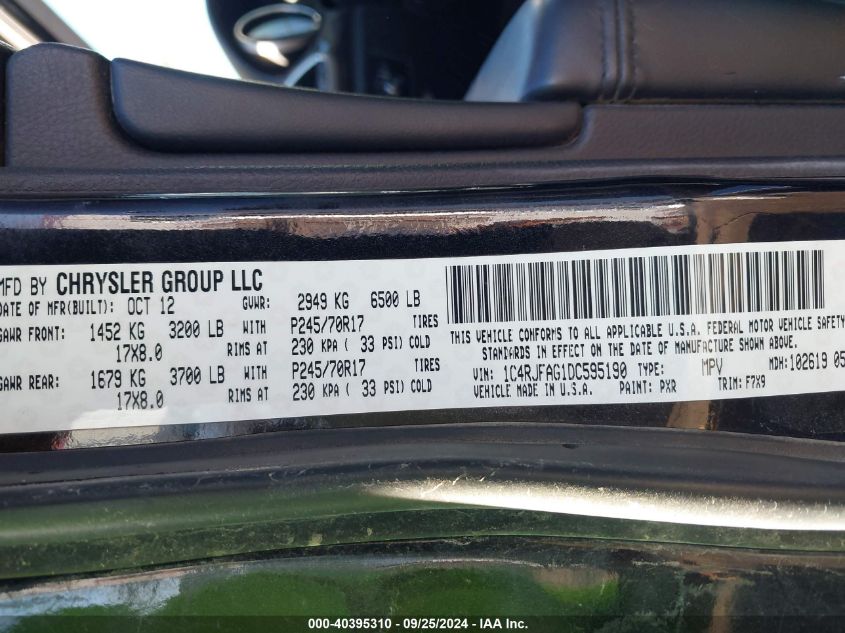 MFD BY CHRYSLER GROUP LLC
DATE OF MFR(BUILT): OCT 12 GVWR: 2949 KG 6500 LB
GAWR FRONT: 1452 KG 3200 LB WITH P245/70R17 TIRES
17X8.0 RIMS AT 230 KPA ( 33 PSI) COLD
GAWR REAR: 1679 KG 3700 LB WITH P245/70R17 TIRES
17X8.0 RIMS AT 230 KPA ( 33 PSI) COLD
THIS VEHICLE CONFORMS TO ALL APPLICABLE U.S.A. FEDERAL MOTOR VEHICLE SAFETY
STANDARDS IN EFFECT ON THE DATE OF MANUFACTURE SHOWN ABOVE.
VIN: 1C4RJFAG1DC595190 TYPE: MPV MDH:102619 05
VEHICLE MADE IN U.S.A. PAINT: PXR TRIM: F7X9
000-40395310 - 09/25/2024 - IAA Inc.